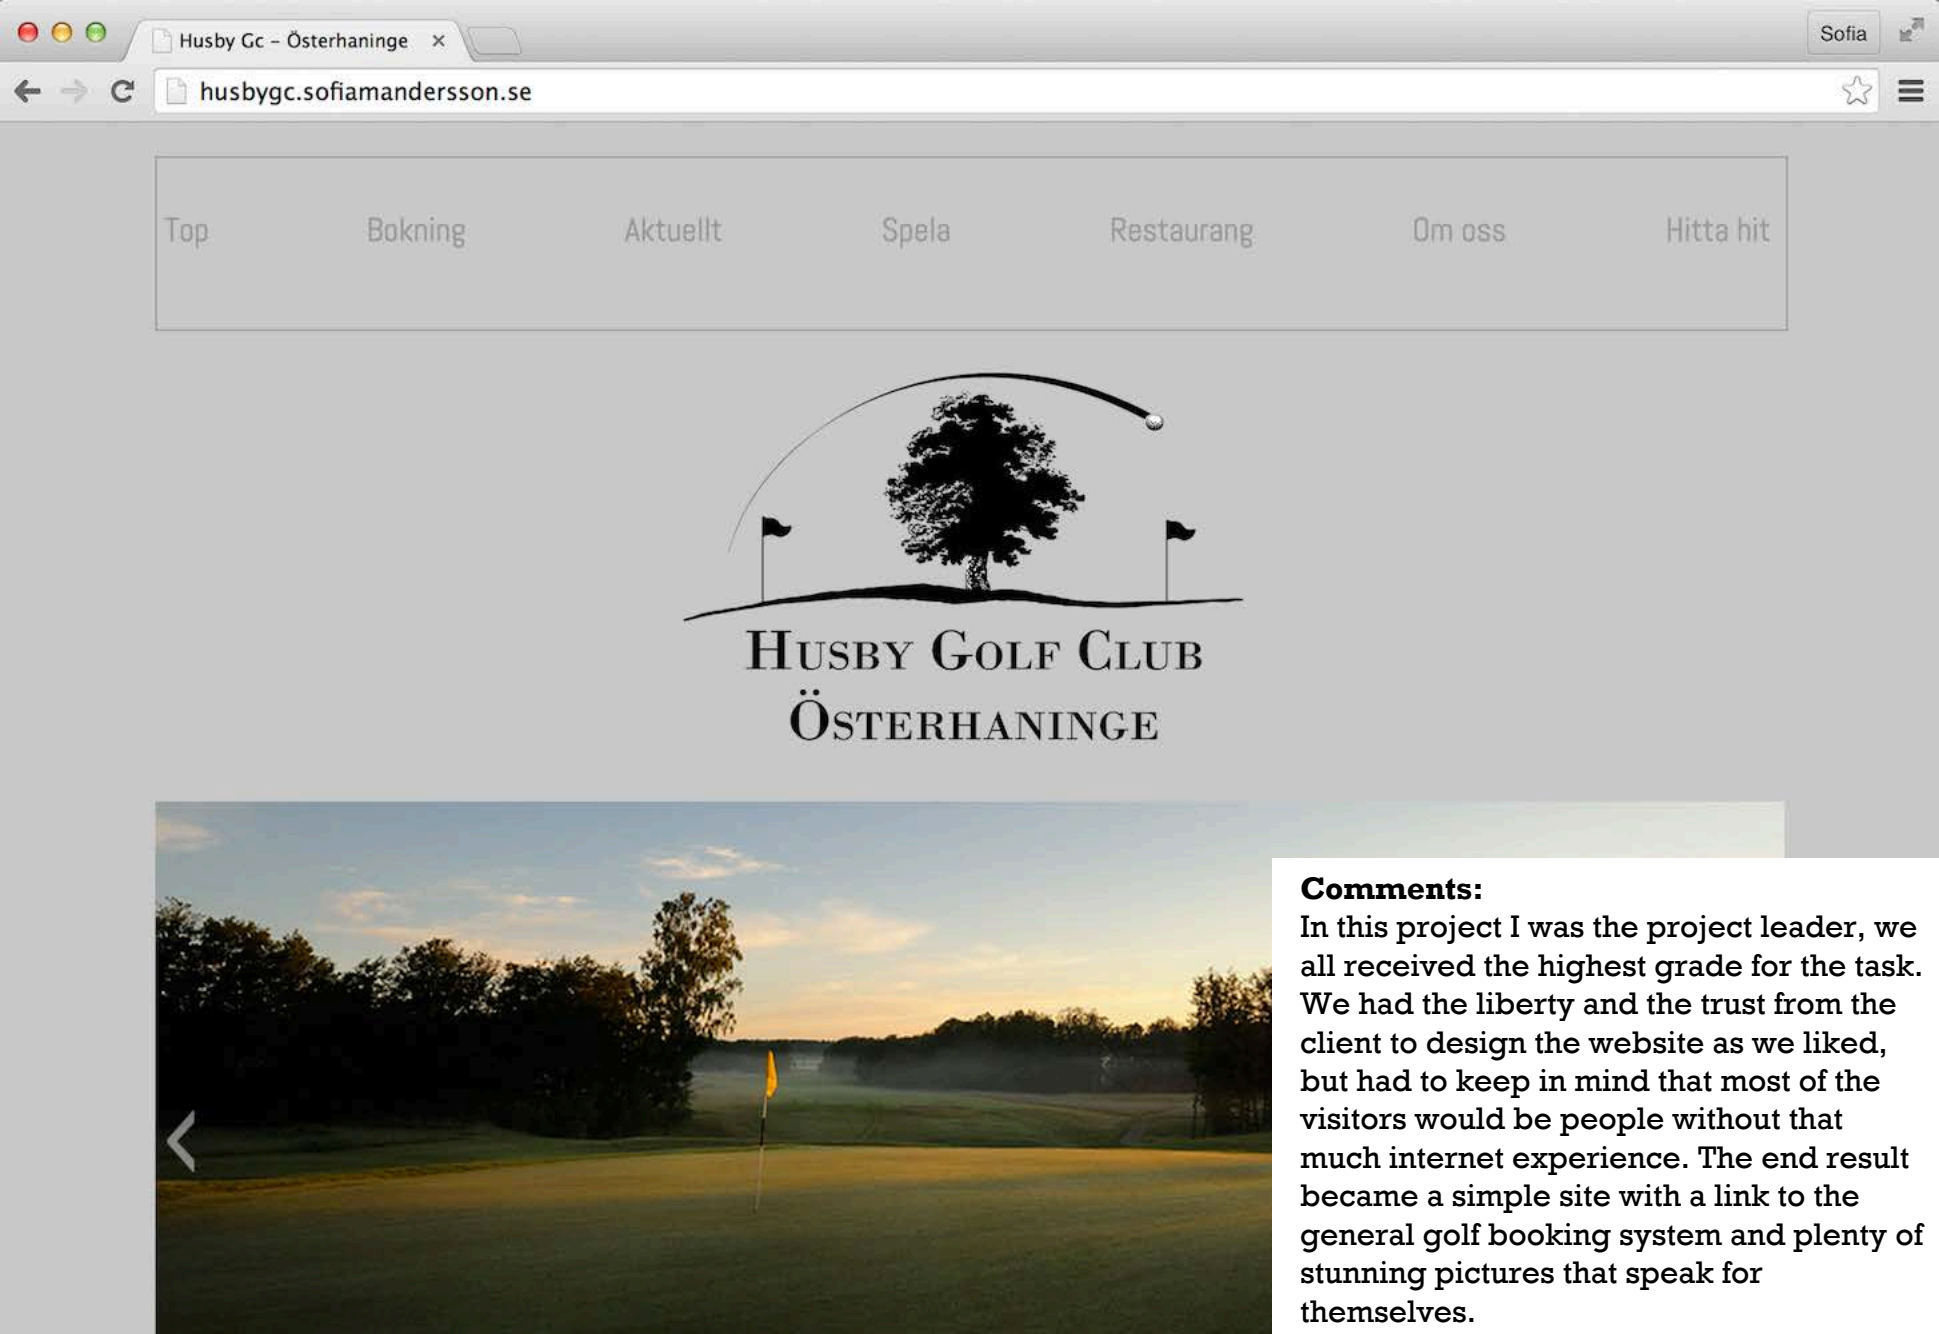 Husby Gc – Österhaninge
Sofia
husbygc.sofiamandersson.se
Top Bokning Aktuellt Spela Restaurang Om oss Hitta hit
HUSBY GOLF CLUB
ÖSTERHANINGE
Comments:
In this project I was the project leader, we
all received the highest grade for the task.
We had the liberty and the trust from the
client to design the website as we liked,
but had to keep in mind that most of the
visitors would be people without that
much internet experience. The end result
became a simple site with a link to the
general golf booking system and plenty of
stunning pictures that speak for
themselves.